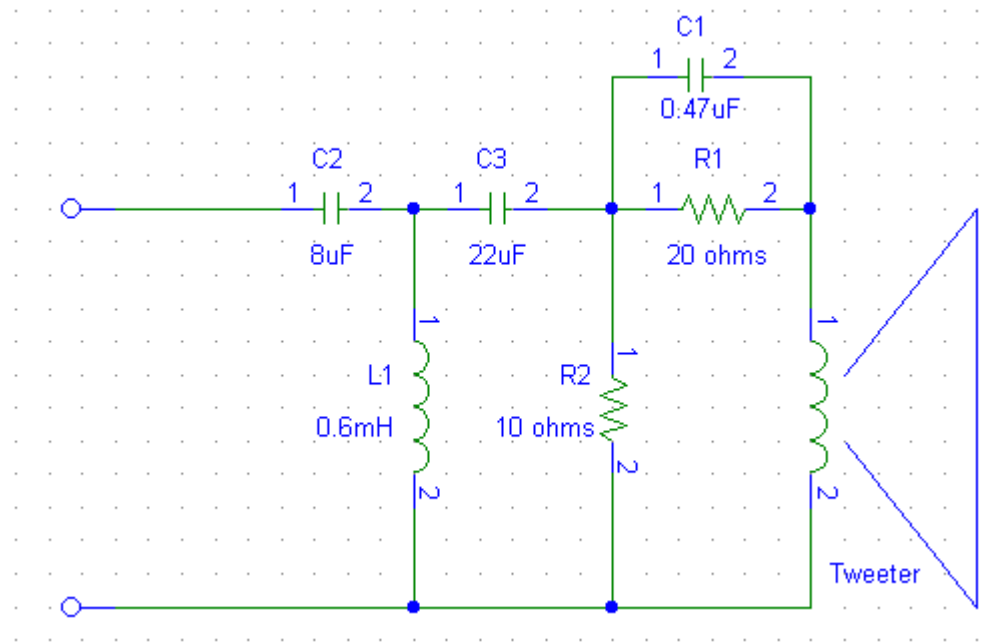 C1
1 2
0.47uF
C2 C3 R1
1 2 1 2 1 2
8uF 22uF 20 ohms
1 1
1
L1 R2
0.6mH 10 ohms
2
2 2
Tweeter